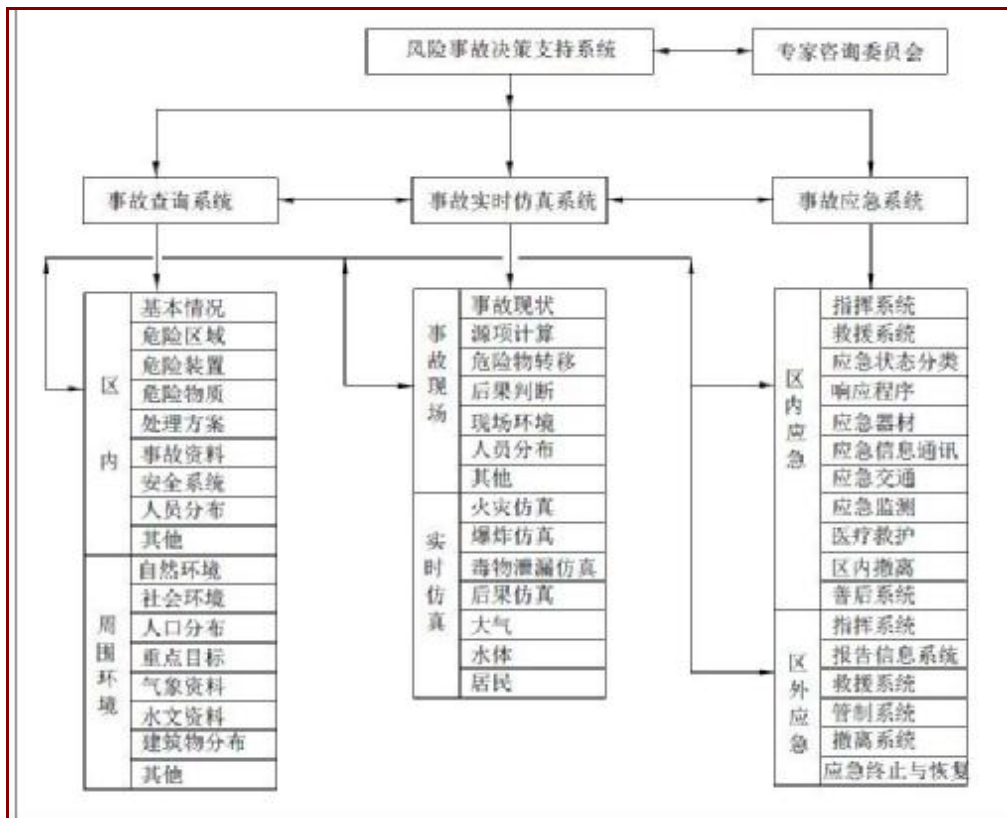 风险事故决策支持系统
专家咨询委员会
事故查询系统
事故实时仿真系统
事故应急系统
区内
基本情况
危险区域
危险装置
危险物质
处理方案
事故资料
安全系统
人员分布
其他
周围环境
自然环境
社会环境
人口分布
重点目标
气象资料
水文资料
建筑物分布
其他
事故现场
事故现状
源项计算
危险物转移
后果判断
现场环境
人员分布
其他
实时仿真
火灾仿真
爆炸仿真
毒物泄漏仿真
后果仿真
大气
水体
居民
区内应急
指挥系统
救援系统
应急状态分类
响应程序
应急器材
应急信息通讯
应急交通
应急监测
医疗救护
区内撤离
善后系统
区外应急
指挥系统
报告信息系统
救援系统
管制系统
撤离系统
应急终止与恢复